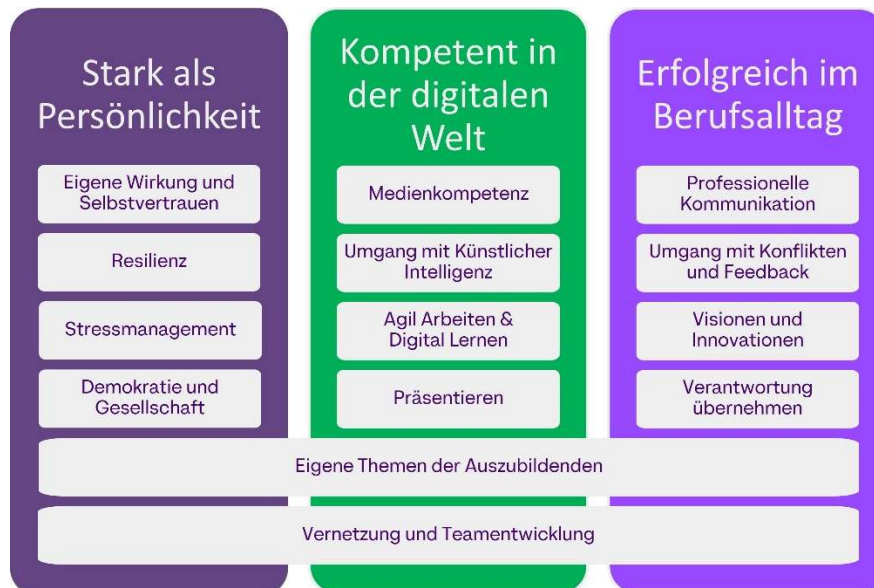 Stark als
Persönlichkeit
Eigene Wirkung und
Selbstvertrauen
Resilienz
Stressmanagement
Demokratie und
Gesellschaft
Kompetent in
der digitalen
Welt
Medienkompetenz
Umgang mit Künstlicher
Intelligenz
Agil Arbeiten &
Digital Lernen
Präsentieren
Erfolgreich im
Berufsalltag
Professionelle
Kommunikation
Umgang mit Konflikten
und Feedback
Visionen und
Innovationen
Verantwortung
übernehmen
Eigene Themen der Auszubildenden
Vernetzung und Teamentwicklung